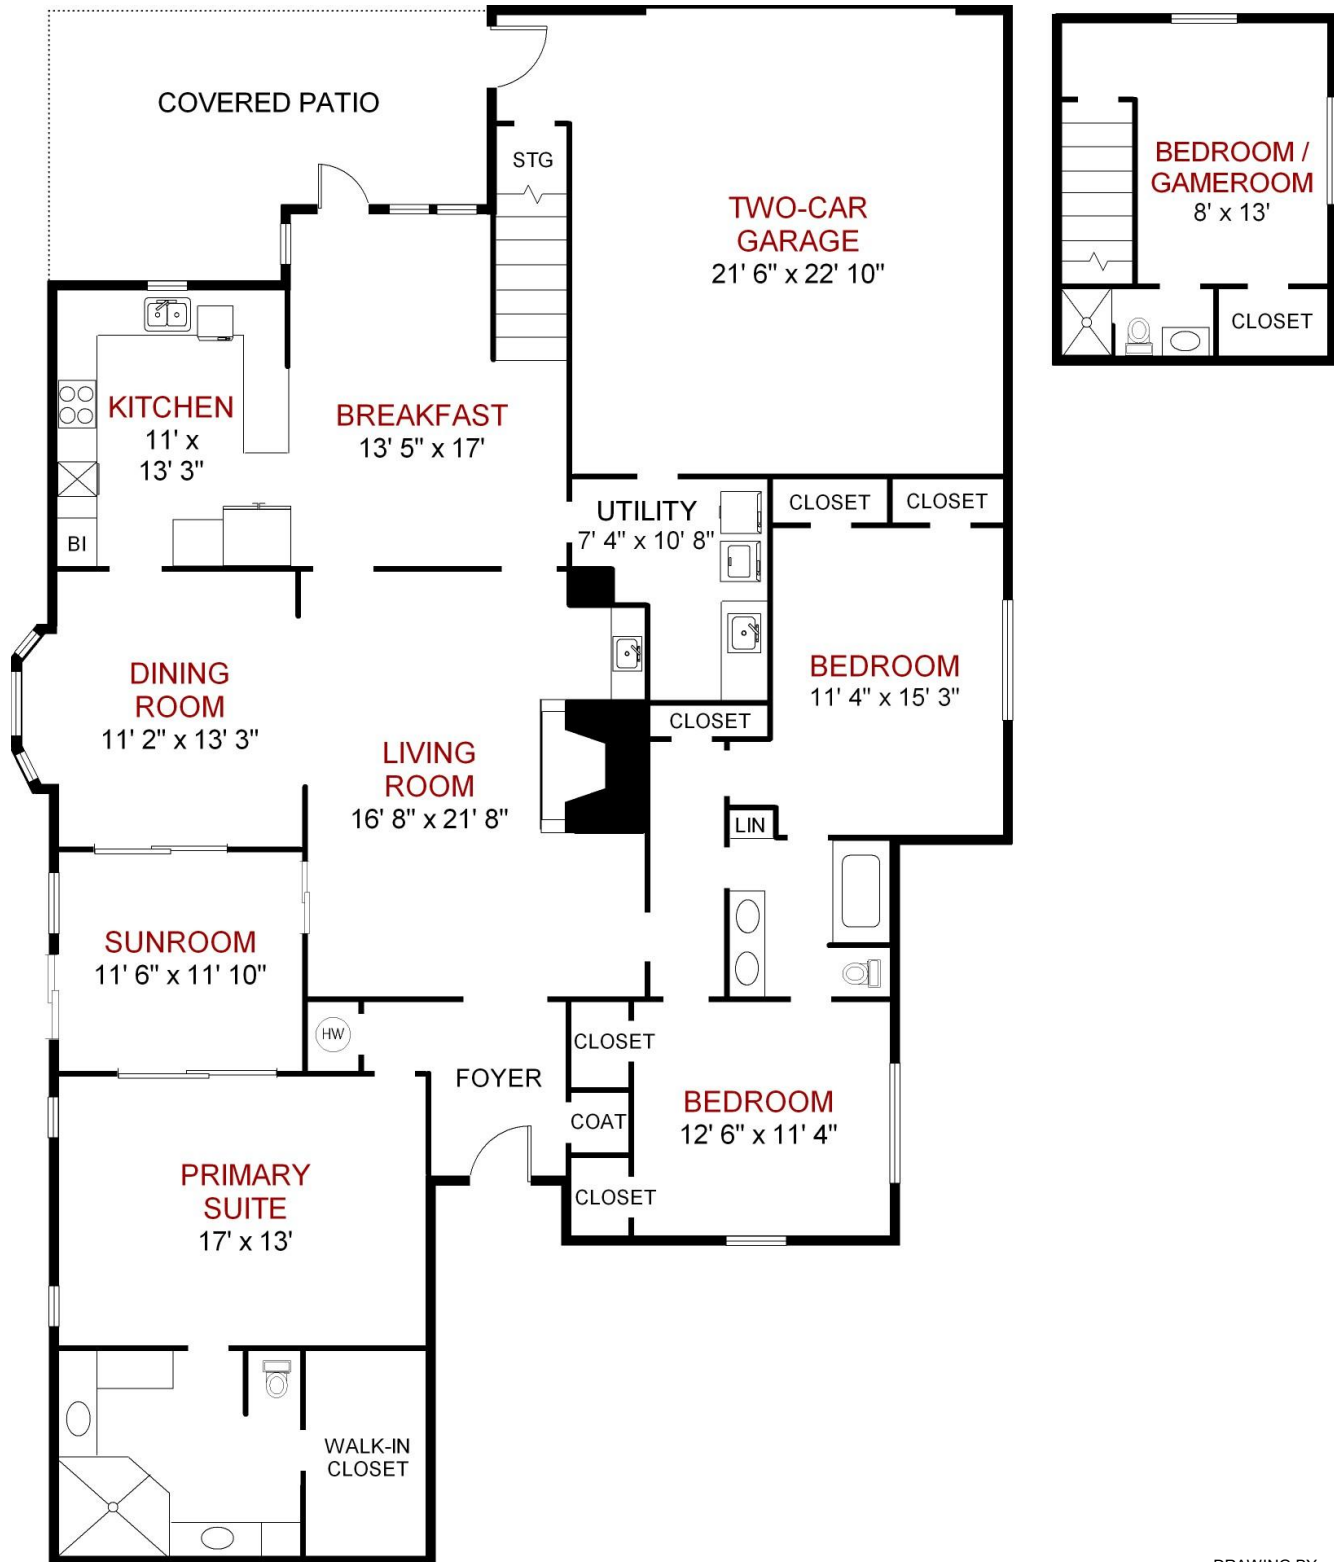 COVERED PATIO
STG
TWO-CAR
GARAGE
21' 6" x 22' 10"
BEDROOM /
GAMEROOM
8' x 13'
CLOSET
KITCHEN
11' x
13' 3"
BI
BREAKFAST
13' 5" x 17'
UTILITY
7' 4" x 10' 8"
CLOSET
CLOSET
DINING
ROOM
11' 2" x 13' 3"
LIVING
ROOM
16' 8" x 21' 8"
BEDROOM
11' 4" x 15' 3"
CLOSET
LIN
SUNROOM
11' 6" x 11' 10"
HW
FOYER
CLOSET
COAT
CLOSET
BEDROOM
12' 6" x 11' 4"
PRIMARY
SUITE
17' x 13'
WALK-IN
CLOSET